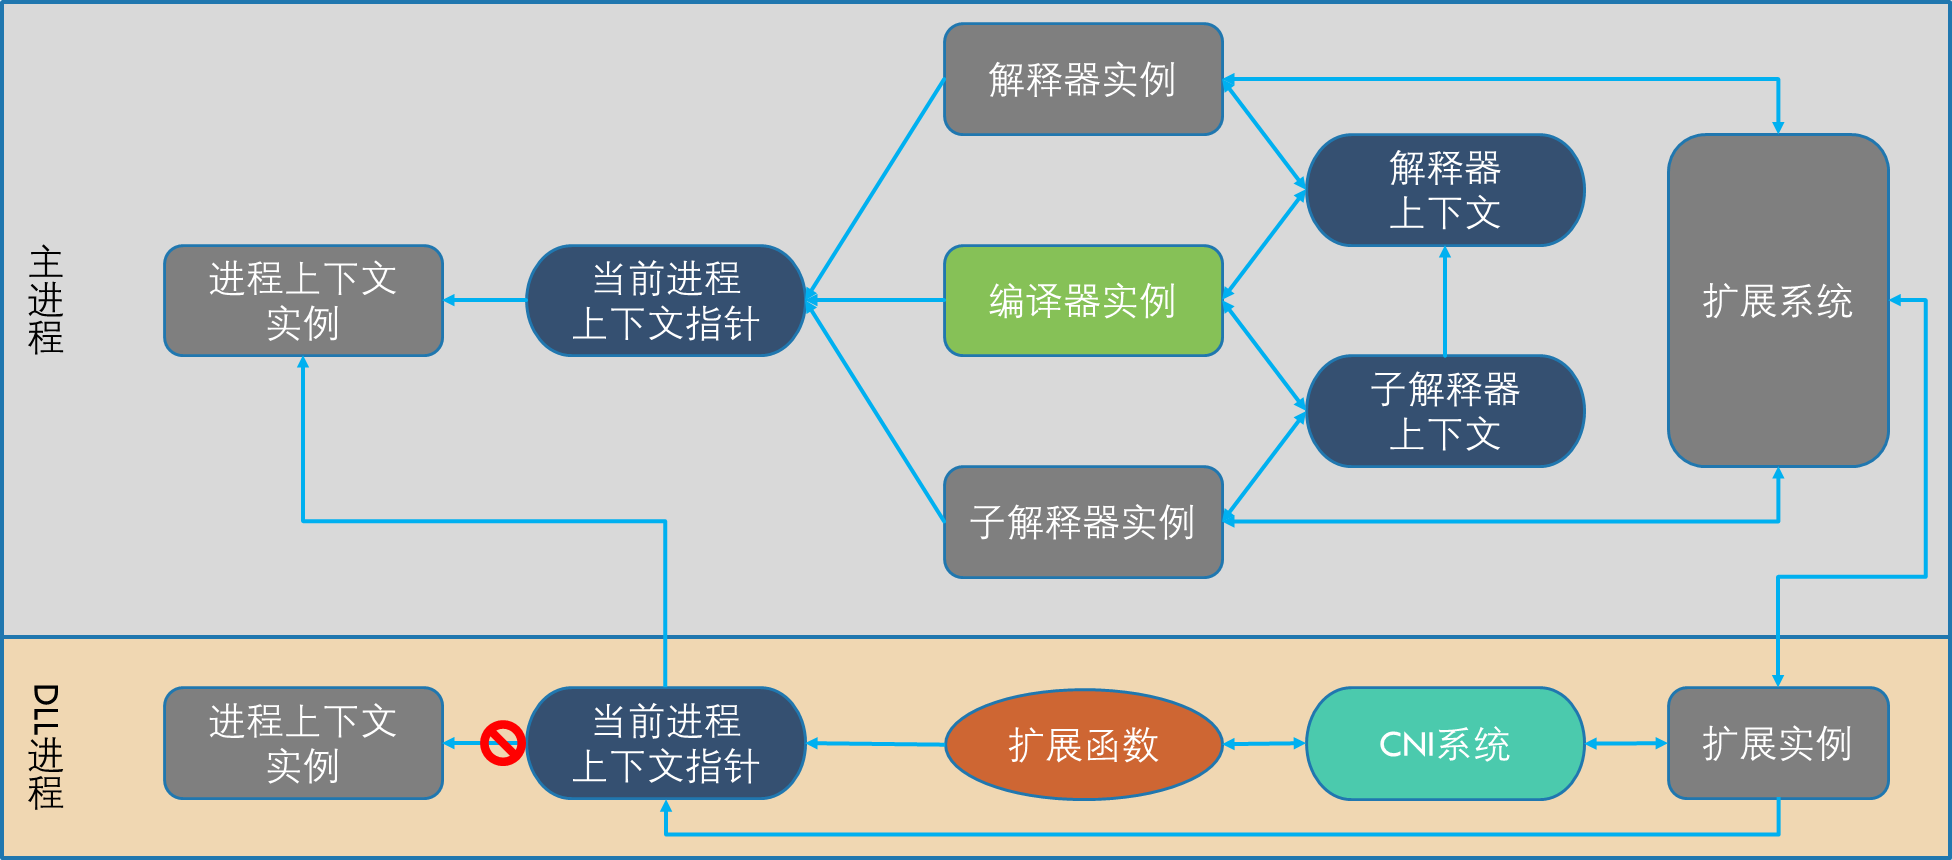 主进程
解释器实例
解释器
上下文
进程上下文
实例
当前进程
上下文指针
编译器实例
扩展系统
子解释器
上下文
子解释器实例
DLL进程
进程上下文
实例
当前进程
上下文指针
扩展函数
CNI系统
扩展实例